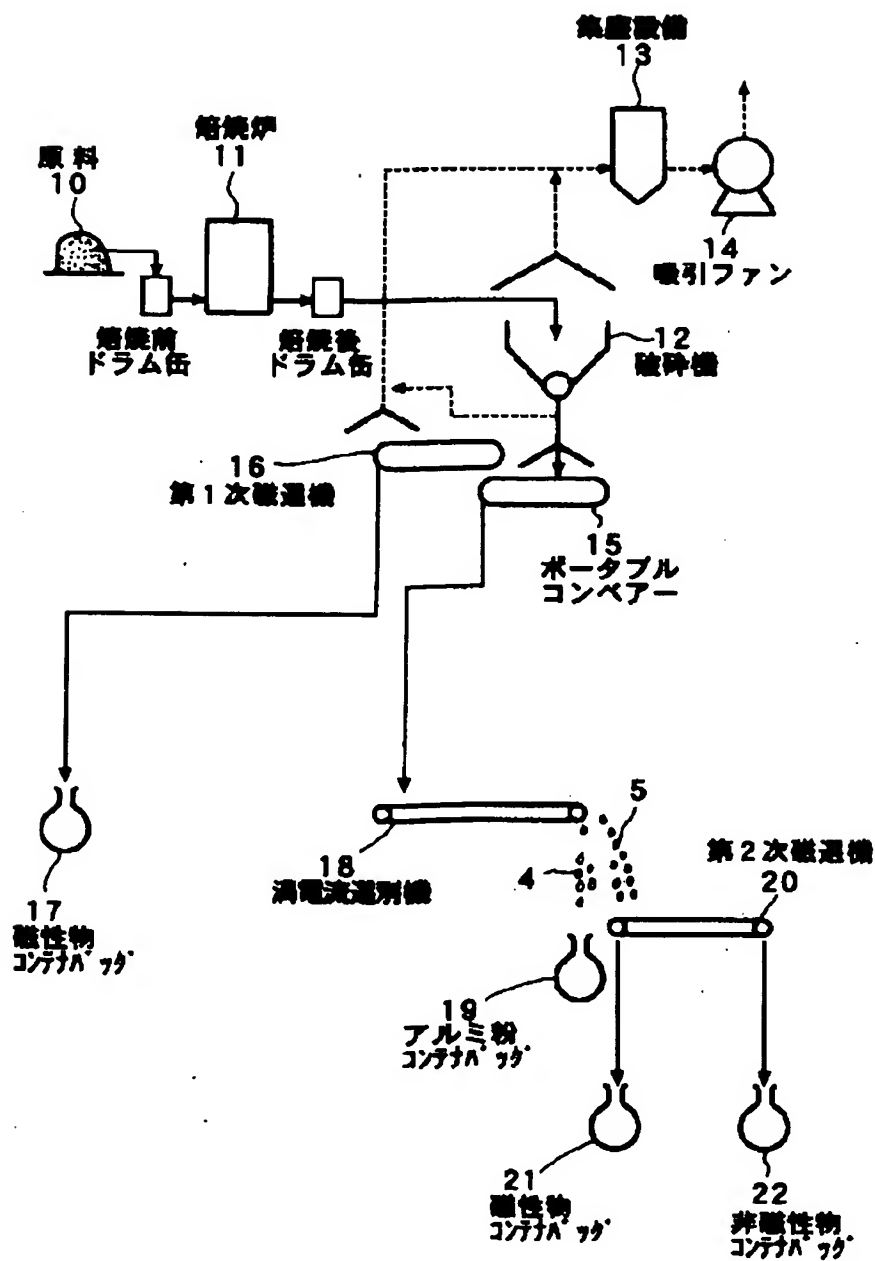 集塵設備
13
焙焼炉
11
原料
10
14
吸引ファン
焙焼前
ドラム缶
焙焼後
ドラム缶
12
破砕機
16
第1次磁選機
15
ポータブル
コンベアー
5
18
渦電流選別機
4
第2次磁選機
20
17
磁性物
コンテナバッグ
19
アルミ粉
コンテナバッグ
21
磁性物
コンテナバッグ
22
非磁性物
コンテナバッグ